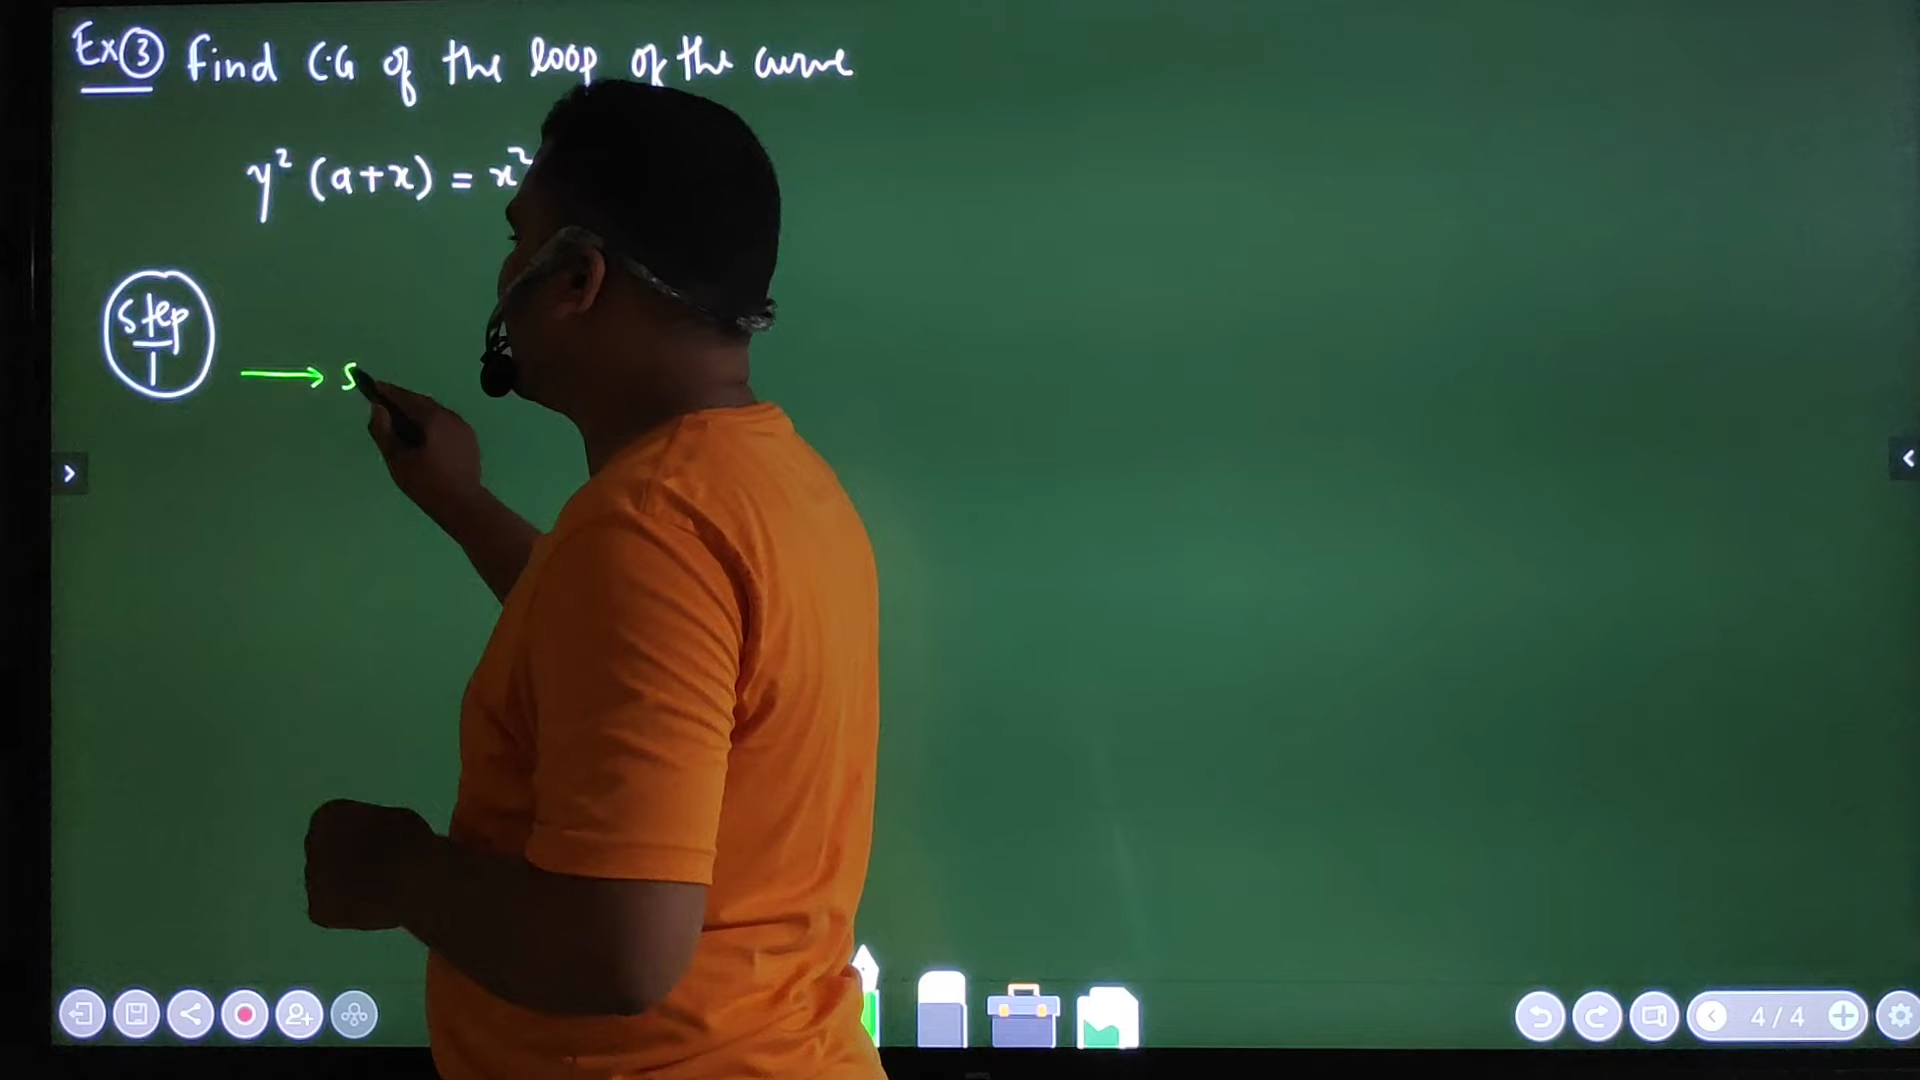 Ex③ Find C.G of the loop of the curve
y² (a+x) = x²
Step
1
→ s
4/4